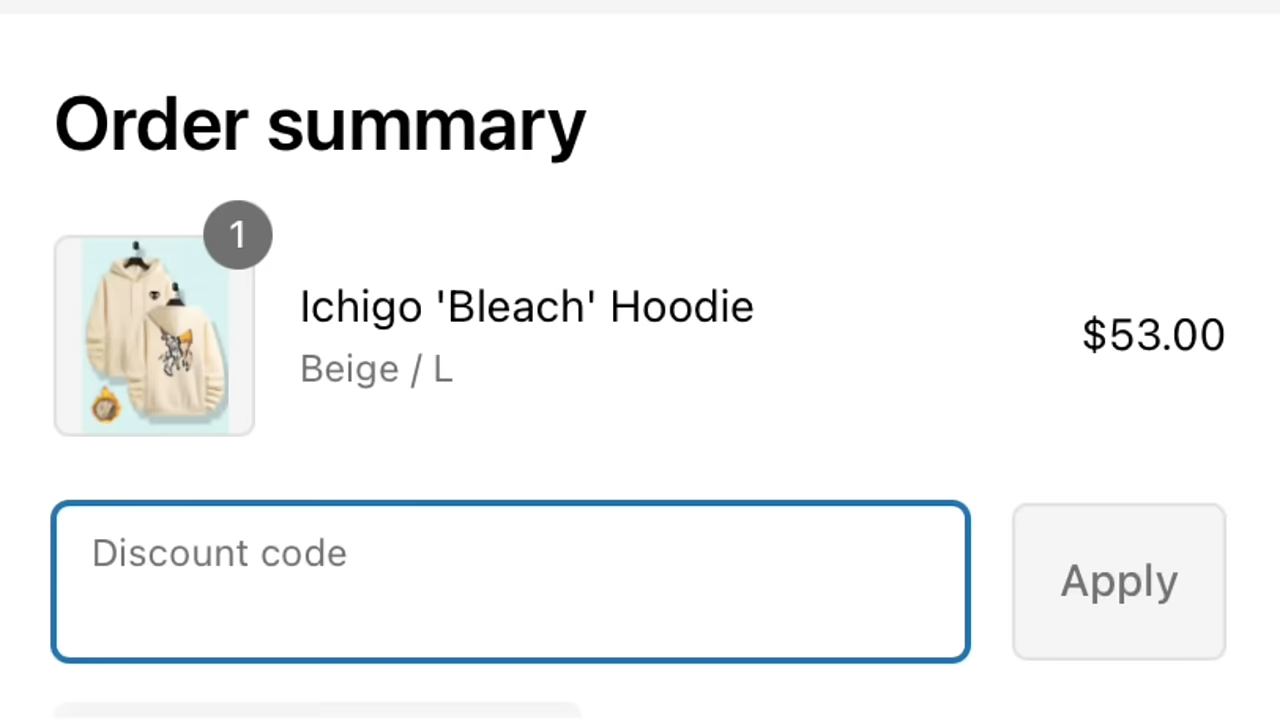 Order summary
1
Ichigo 'Bleach' Hoodie
Beige / L
$53.00
Discount code
Apply